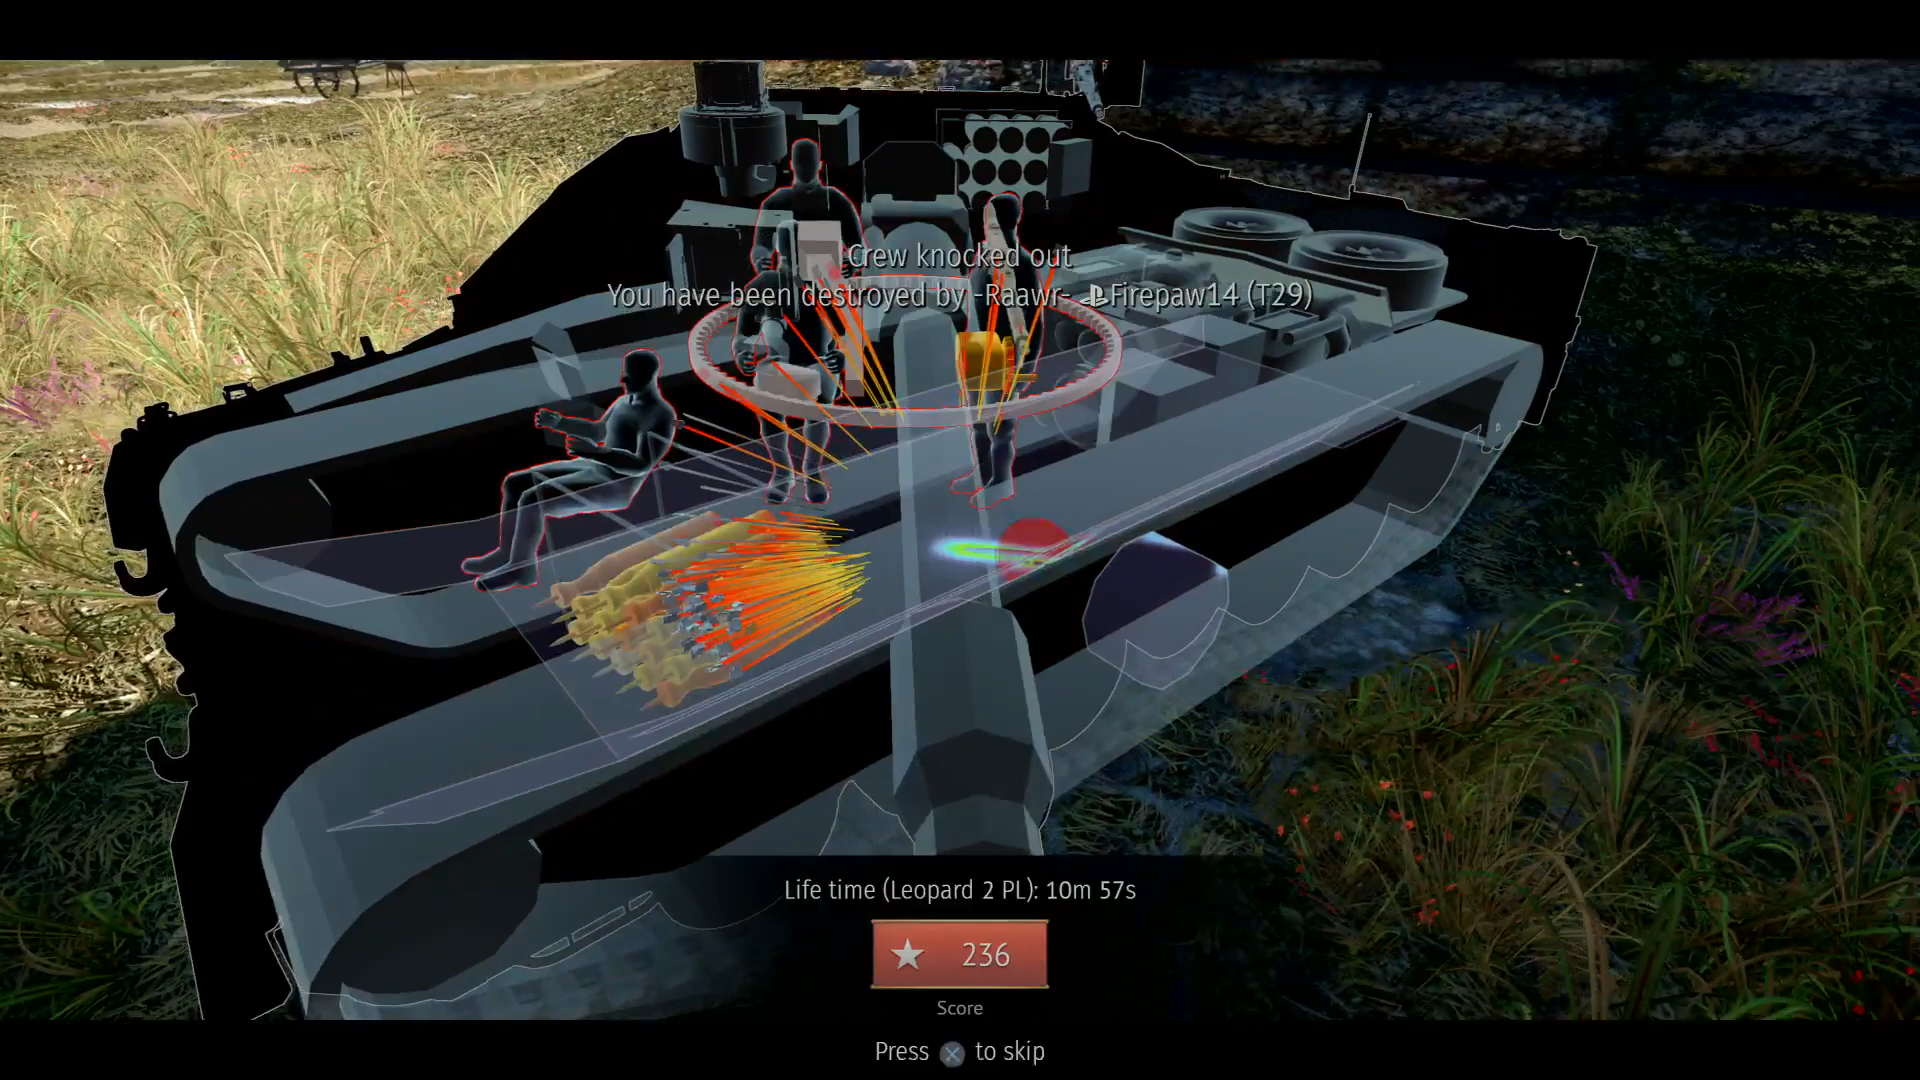 Crew knocked out
You have been destroyed by -Raawr- Firepaw14 (T29)
Life time (Leopard 2 PL): 10m 57s
236
Score
Press to skip